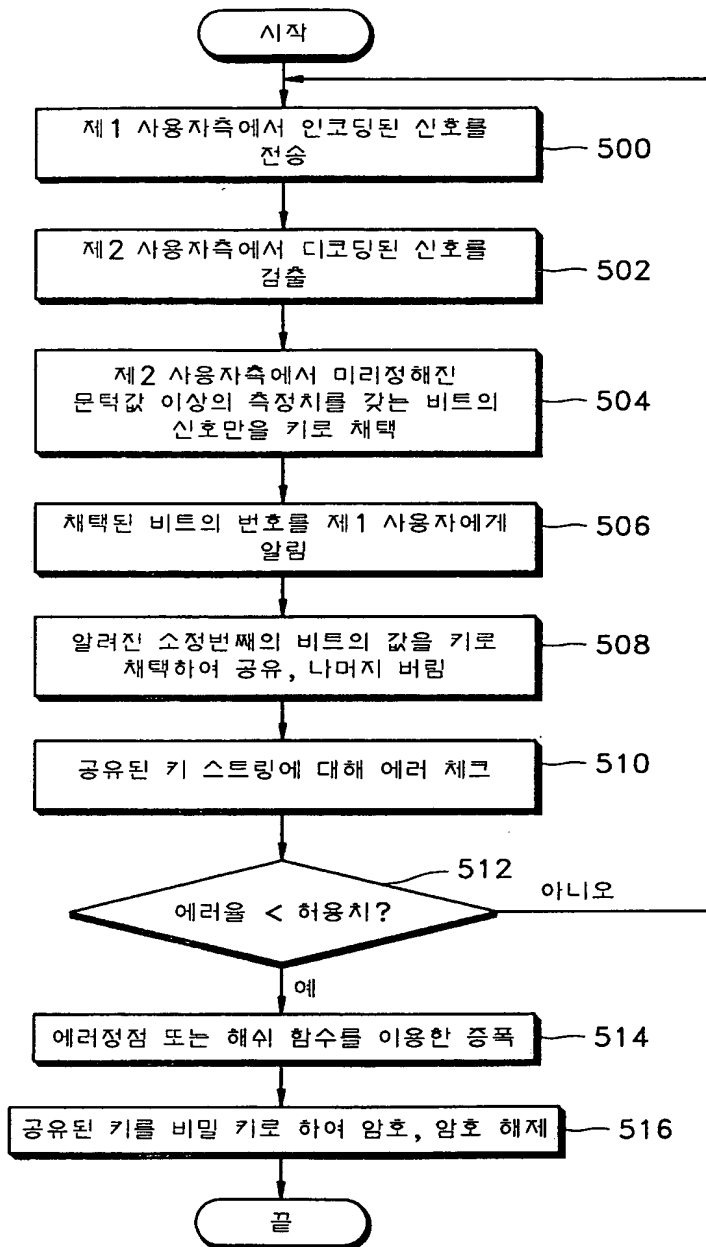 시작
제1 사용자측에서 인코딩된 신호를
전송
500
제2 사용자측에서 디코딩된 신호를
검출
502
제2 사용자측에서 미리정해진
문턱값 이상의 측정치를 갖는 비트의
신호만을 키로 채택
504
채택된 비트의 번호를 제1 사용자에게
알림
506
알려진 소정번째의 비트의 값을 키로
채택하여 공유, 나머지 버림
508
공유된 키 스트링에 대해 에러 체크
510
512
에러율 < 허용치?
아니오
예
에러정점 또는 해쉬 함수를 이용한 증폭
514
공유된 키를 비밀 키로 하여 암호, 암호 해제
516
끝